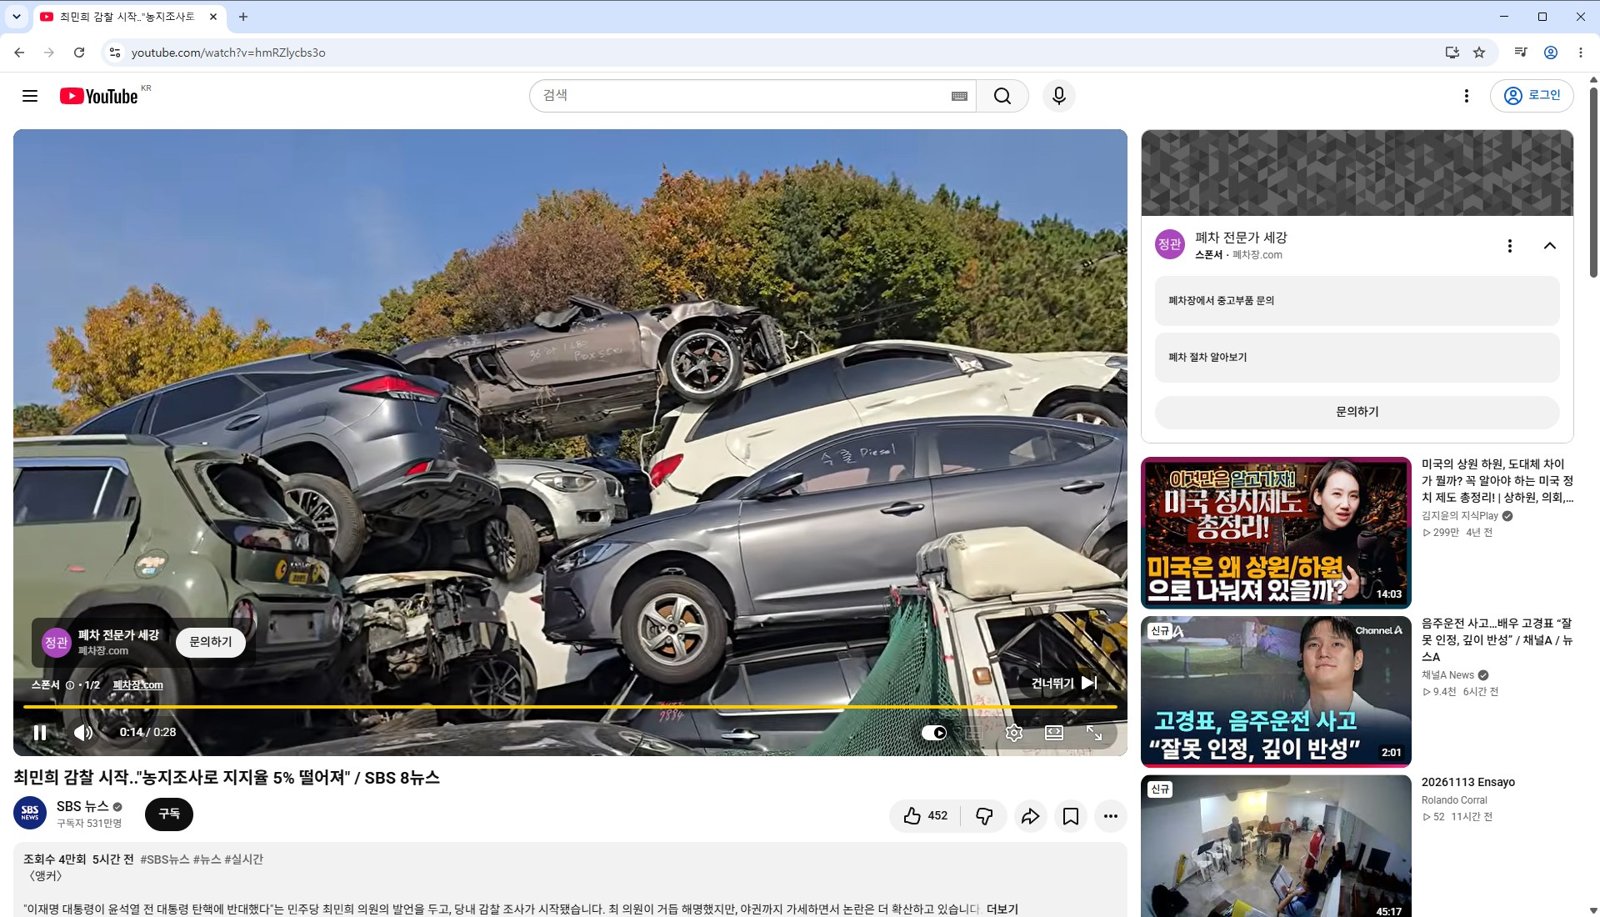 최민희 감찰 시작.."농지조사로
youtube.com/watch?v=hmRZlycbs3o
YouTube KR
검색
로그인
수출 Diesel
정관
폐차 전문가 세강
폐차장.com
문의하기
스폰서 · 1/2 폐차장.com
건너뛰기
0:14 / 0:28
최민희 감찰 시작.."농지조사로 지지율 5% 떨어져" / SBS 8뉴스
SBS NEWS
SBS 뉴스
구독자 531만명
구독
452
조회수 4만회 5시간 전 #SBS뉴스 #뉴스 #실시간
〈앵커〉
"이재명 대통령이 윤석열 전 대통령 탄핵에 반대했다"는 민주당 최민희 의원의 발언을 두고, 당내 감찰 조사가 시작됐습니다. 최 의원이 거듭 해명했지만, 야권까지 가세하면서 논란은 더 확산하고 있습니다. 더보기
정관
폐차 전문가 세강
스폰서 · 폐차장.com
폐차장에서 중고부품 문의
폐차 절차 알아보기
문의하기
이것만은 알고가자!
미국 정치제도
총정리!
미국은 왜 상원/하원
으로 나눠져 있을까?
14:03
미국의 상원 하원, 도대체 차이
가 뭘까? 꼭 알아야 하는 미국 정
치 제도 총정리! | 상하원, 의회,...
김지윤의 지식Play
299만 4년 전
신규
Channel A
고경표, 음주운전 사고
"잘못 인정, 깊이 반성"
2:01
음주운전 사고…배우 고경표 “잘
못 인정, 깊이 반성” / 채널A / 뉴
스A
채널A News
9.4천 6시간 전
신규
45:17
20261113 Ensayo
Rolando Corral
52 11시간 전